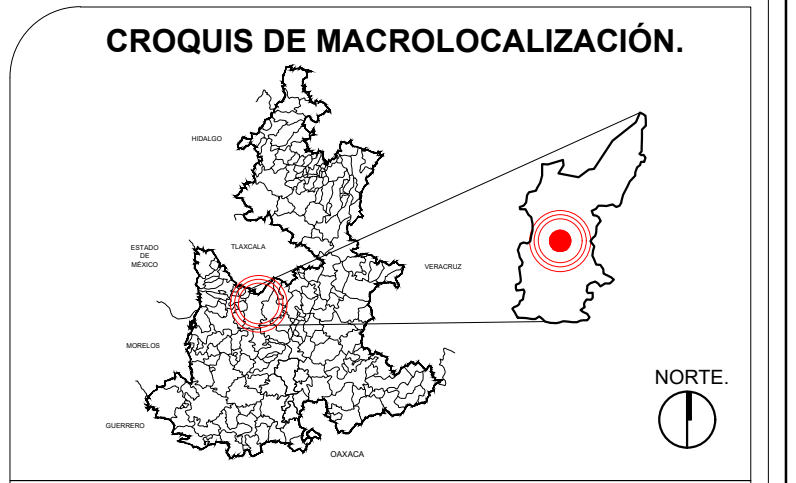 CROQUIS DE MACROLOCALIZACIÓN.
HIDALGO
TLAXCALA
ESTADO
DE
MÉXICO
VERACRUZ
MORELOS
NORTE.
GUERRERO
OAXACA